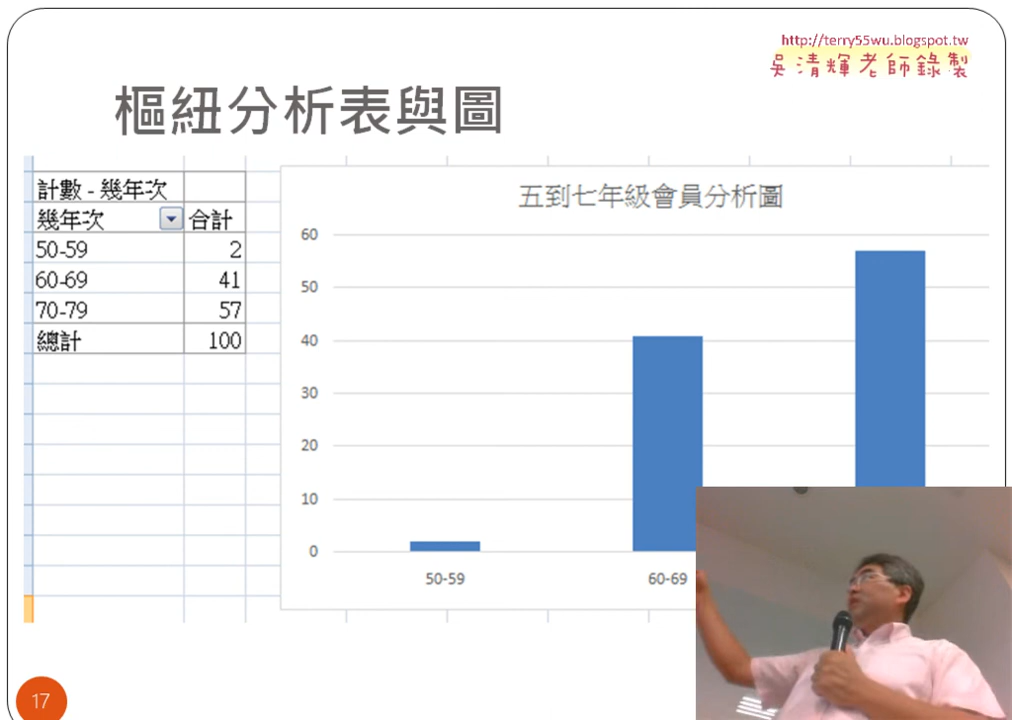 http://terry55wu.blogspot.tw
吳清輝老師錄製
樞紐分析表與圖
計數 - 幾年次
幾年次 合計
50-59 2
60-69 41
70-79 57
總計 100
五到七年級會員分析圖
60
50
40
30
20
10
0
50-59 60-69
17